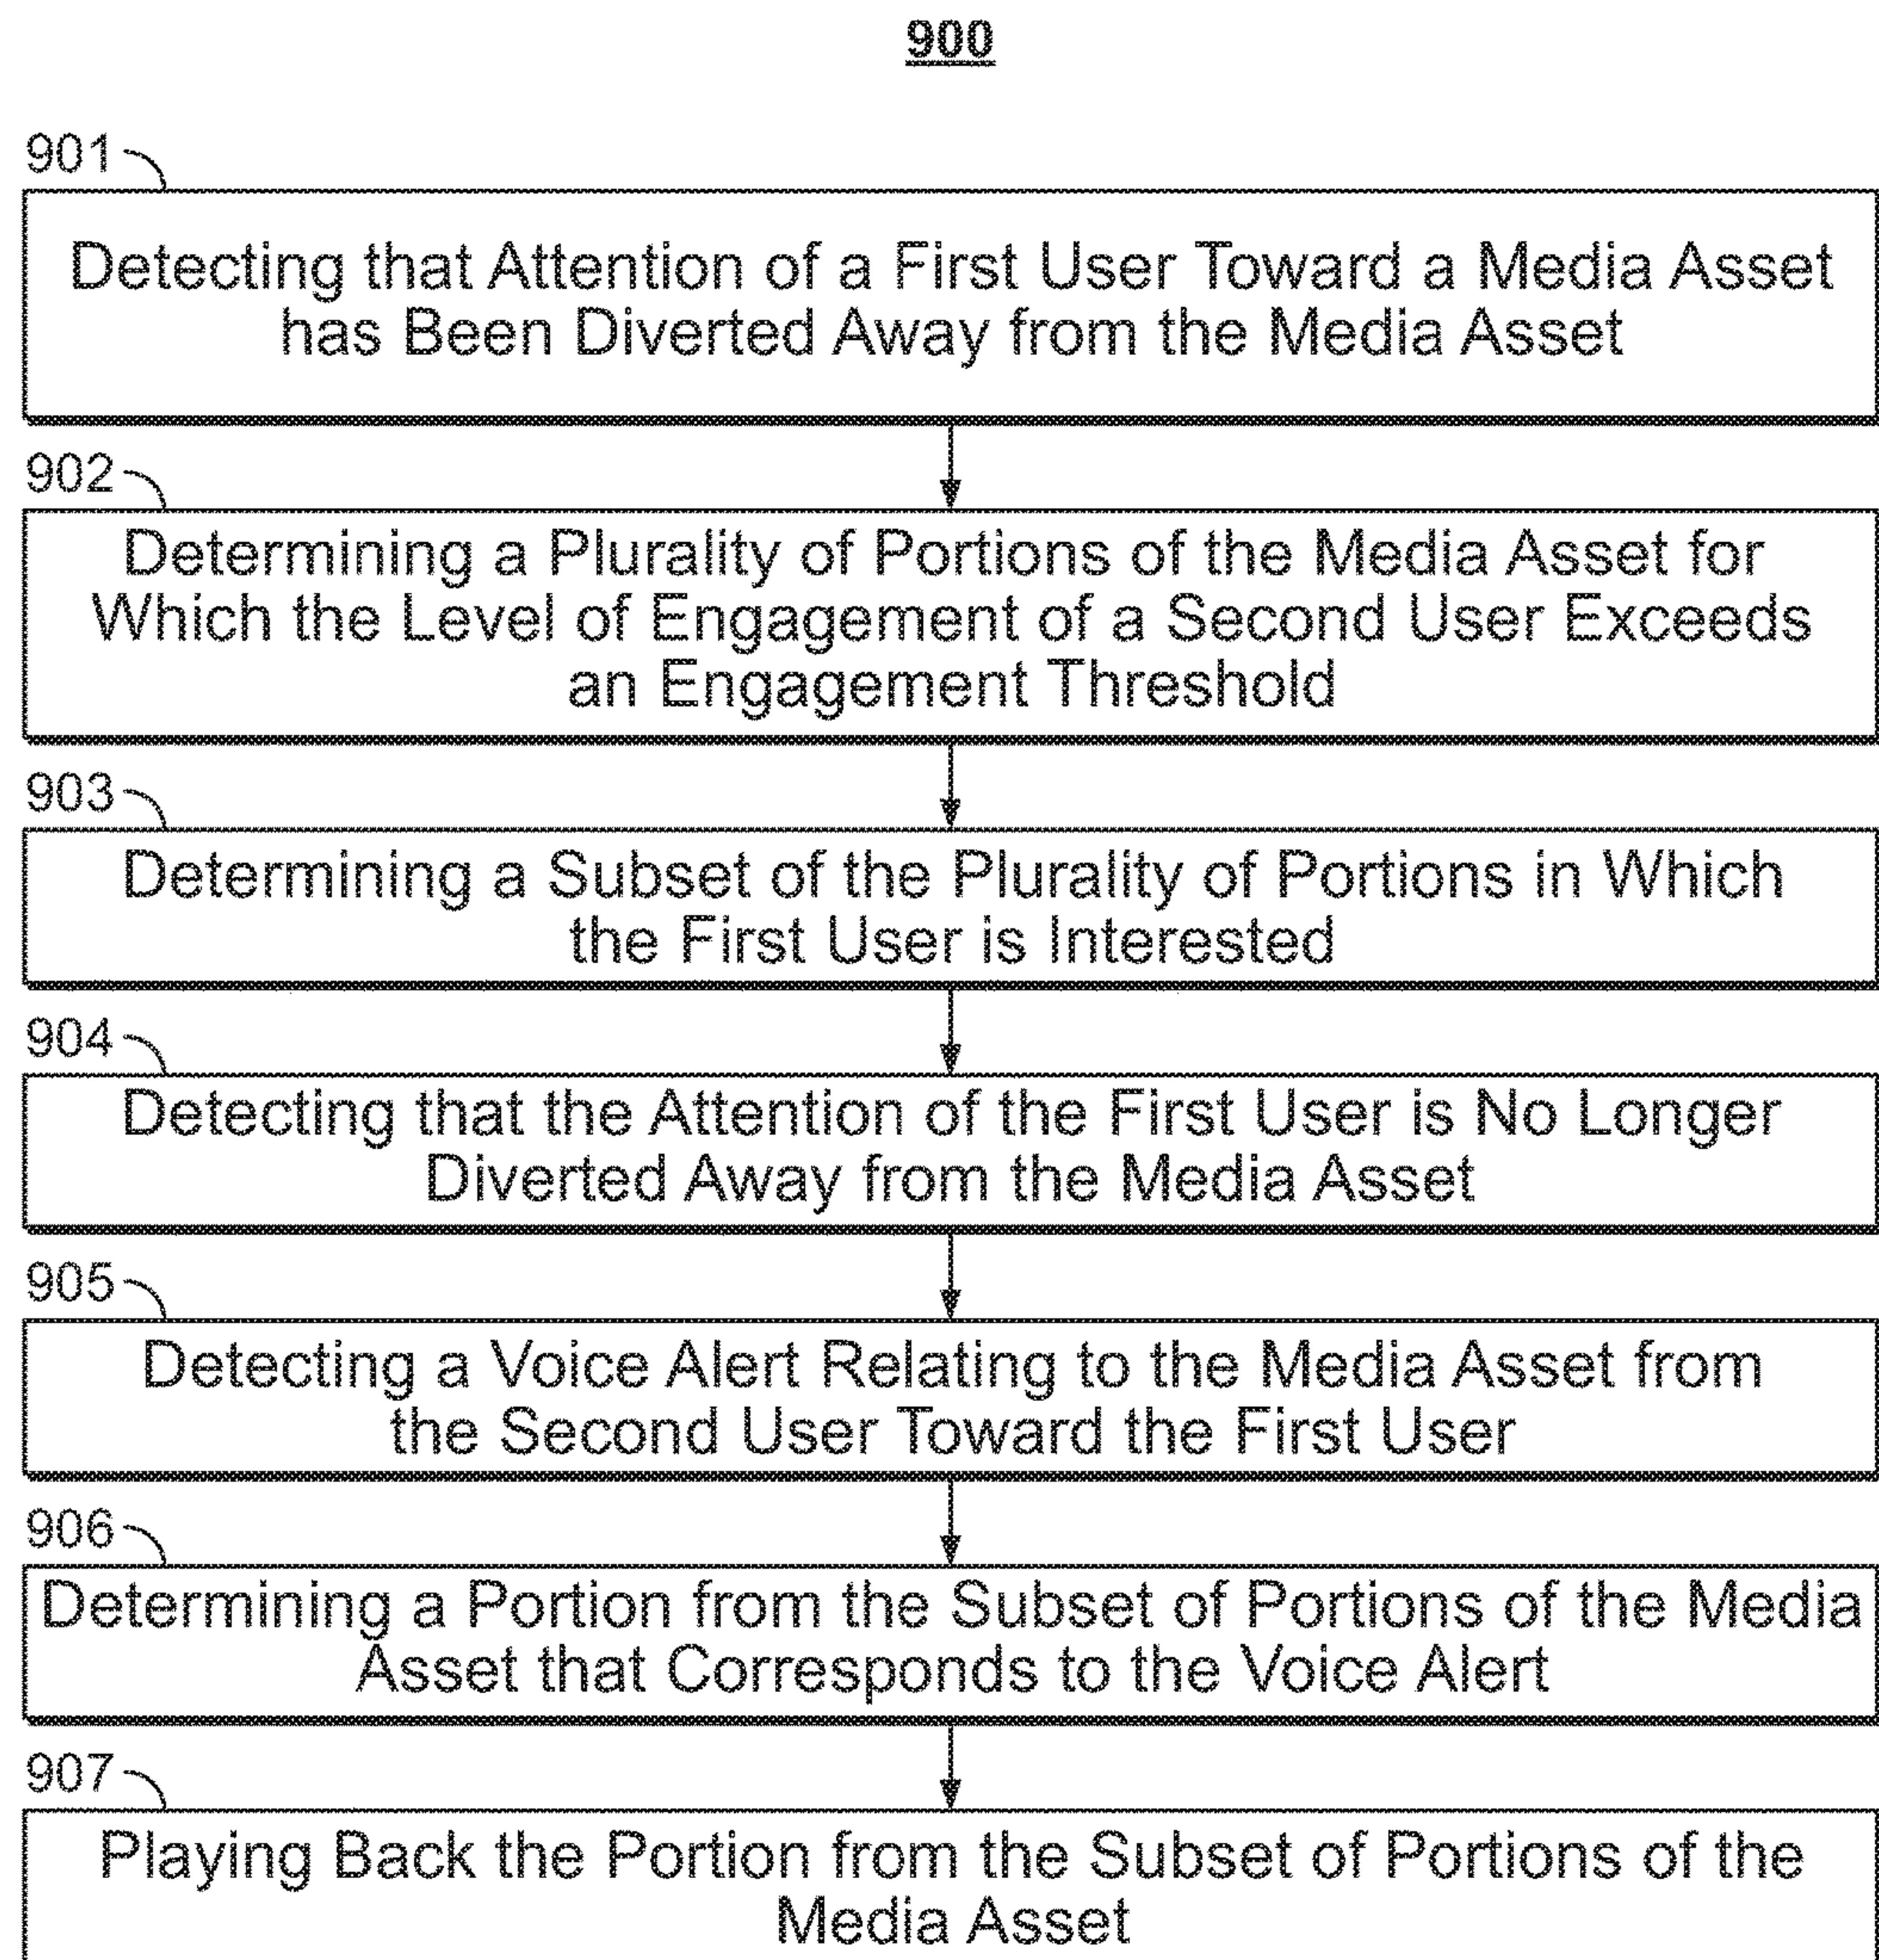 900
901
Detecting that Attention of a First User Toward a Media Asset
has Been Diverted Away from the Media Asset
902
Determining a Plurality of Portions of the Media Asset for
Which the Level of Engagement of a Second User Exceeds
an Engagement Threshold
903
Determining a Subset of the Plurality of Portions in Which
the First User is Interested
904
Detecting that the Attention of the First User is No Longer
Diverted Away from the Media Asset
905
Detecting a Voice Alert Relating to the Media Asset from
the Second User Toward the First User
906
Determining a Portion from the Subset of Portions of the Media
Asset that Corresponds to the Voice Alert
907
Playing Back the Portion from the Subset of Portions of the
Media Asset